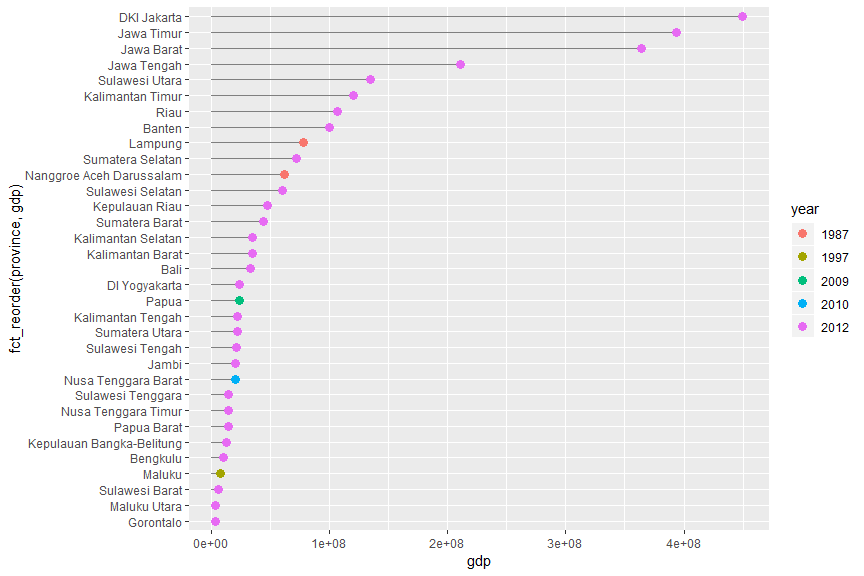 DKI Jakarta
Jawa Timur
Jawa Barat
Jawa Tengah
Sulawesi Utara
Kalimantan Timur
Riau
Banten
Lampung
Sumatera Selatan
Nanggroe Aceh Darussalam
Sulawesi Selatan
Kepulauan Riau
Sumatera Barat
Kalimantan Selatan
Kalimantan Barat
Bali
DI Yogyakarta
Papua
Kalimantan Tengah
Sumatera Utara
Sulawesi Tengah
Jambi
Nusa Tenggara Barat
Sulawesi Tenggara
Nusa Tenggara Timur
Papua Barat
Kepulauan Bangka-Belitung
Bengkulu
Maluku
Sulawesi Barat
Maluku Utara
Gorontalo
fct_reorder(province, gdp)
0e+00 1e+08 2e+08 3e+08 4e+08
gdp
year
1987
1997
2009
2010
2012